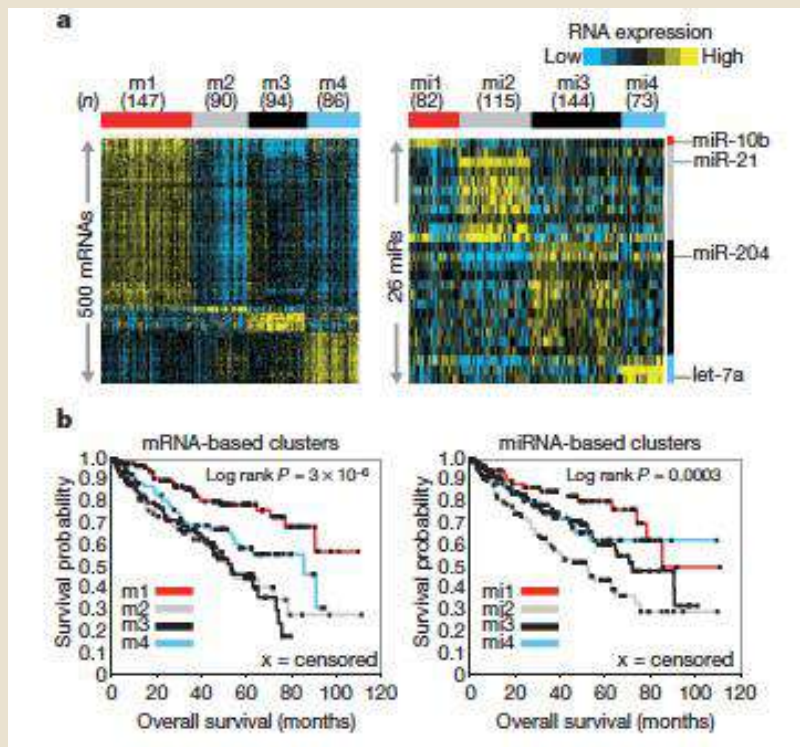 a
RNA expression
Low High
m1 m2 m3 m4
(n) (147) (90) (94) (86)
mi1 mi2 mi3 mi4
(82) (115) (144) (73)
500 mRNAs
26 miRs
miR-10b
miR-21
miR-204
let-7a
b
mRNA-based clusters
Log rank P = 3 × 10-6
Survival probability
1.0
0.9
0.8
0.7
0.6
0.5
0.4
0.3
0.2
0.1
0
m1
m2
m3
m4
x = censored
0 20 40 60 80 100 120
Overall survival (months)
miRNA-based clusters
Log rank P = 0.0003
Survival probability
1.0
0.9
0.8
0.7
0.6
0.5
0.4
0.3
0.2
0.1
0
mi1
mi2
mi3
mi4
x = censored
0 20 40 60 80 100 120
Overall survival (months)